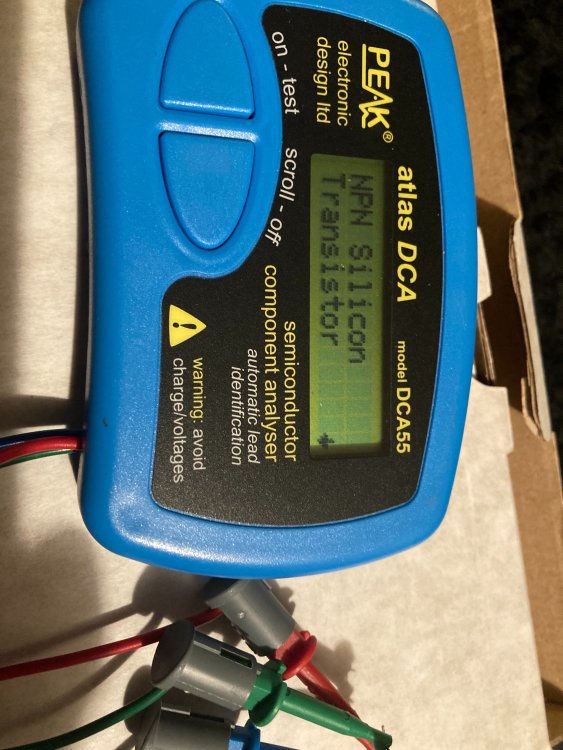 PEAK®
electronic
design ltd
atlas DCA
model DCA55
NPN Silicon
Transistor
on - test
scroll - off
semiconductor
component analyser
automatic lead
identification
warning: avoid
charge/voltages